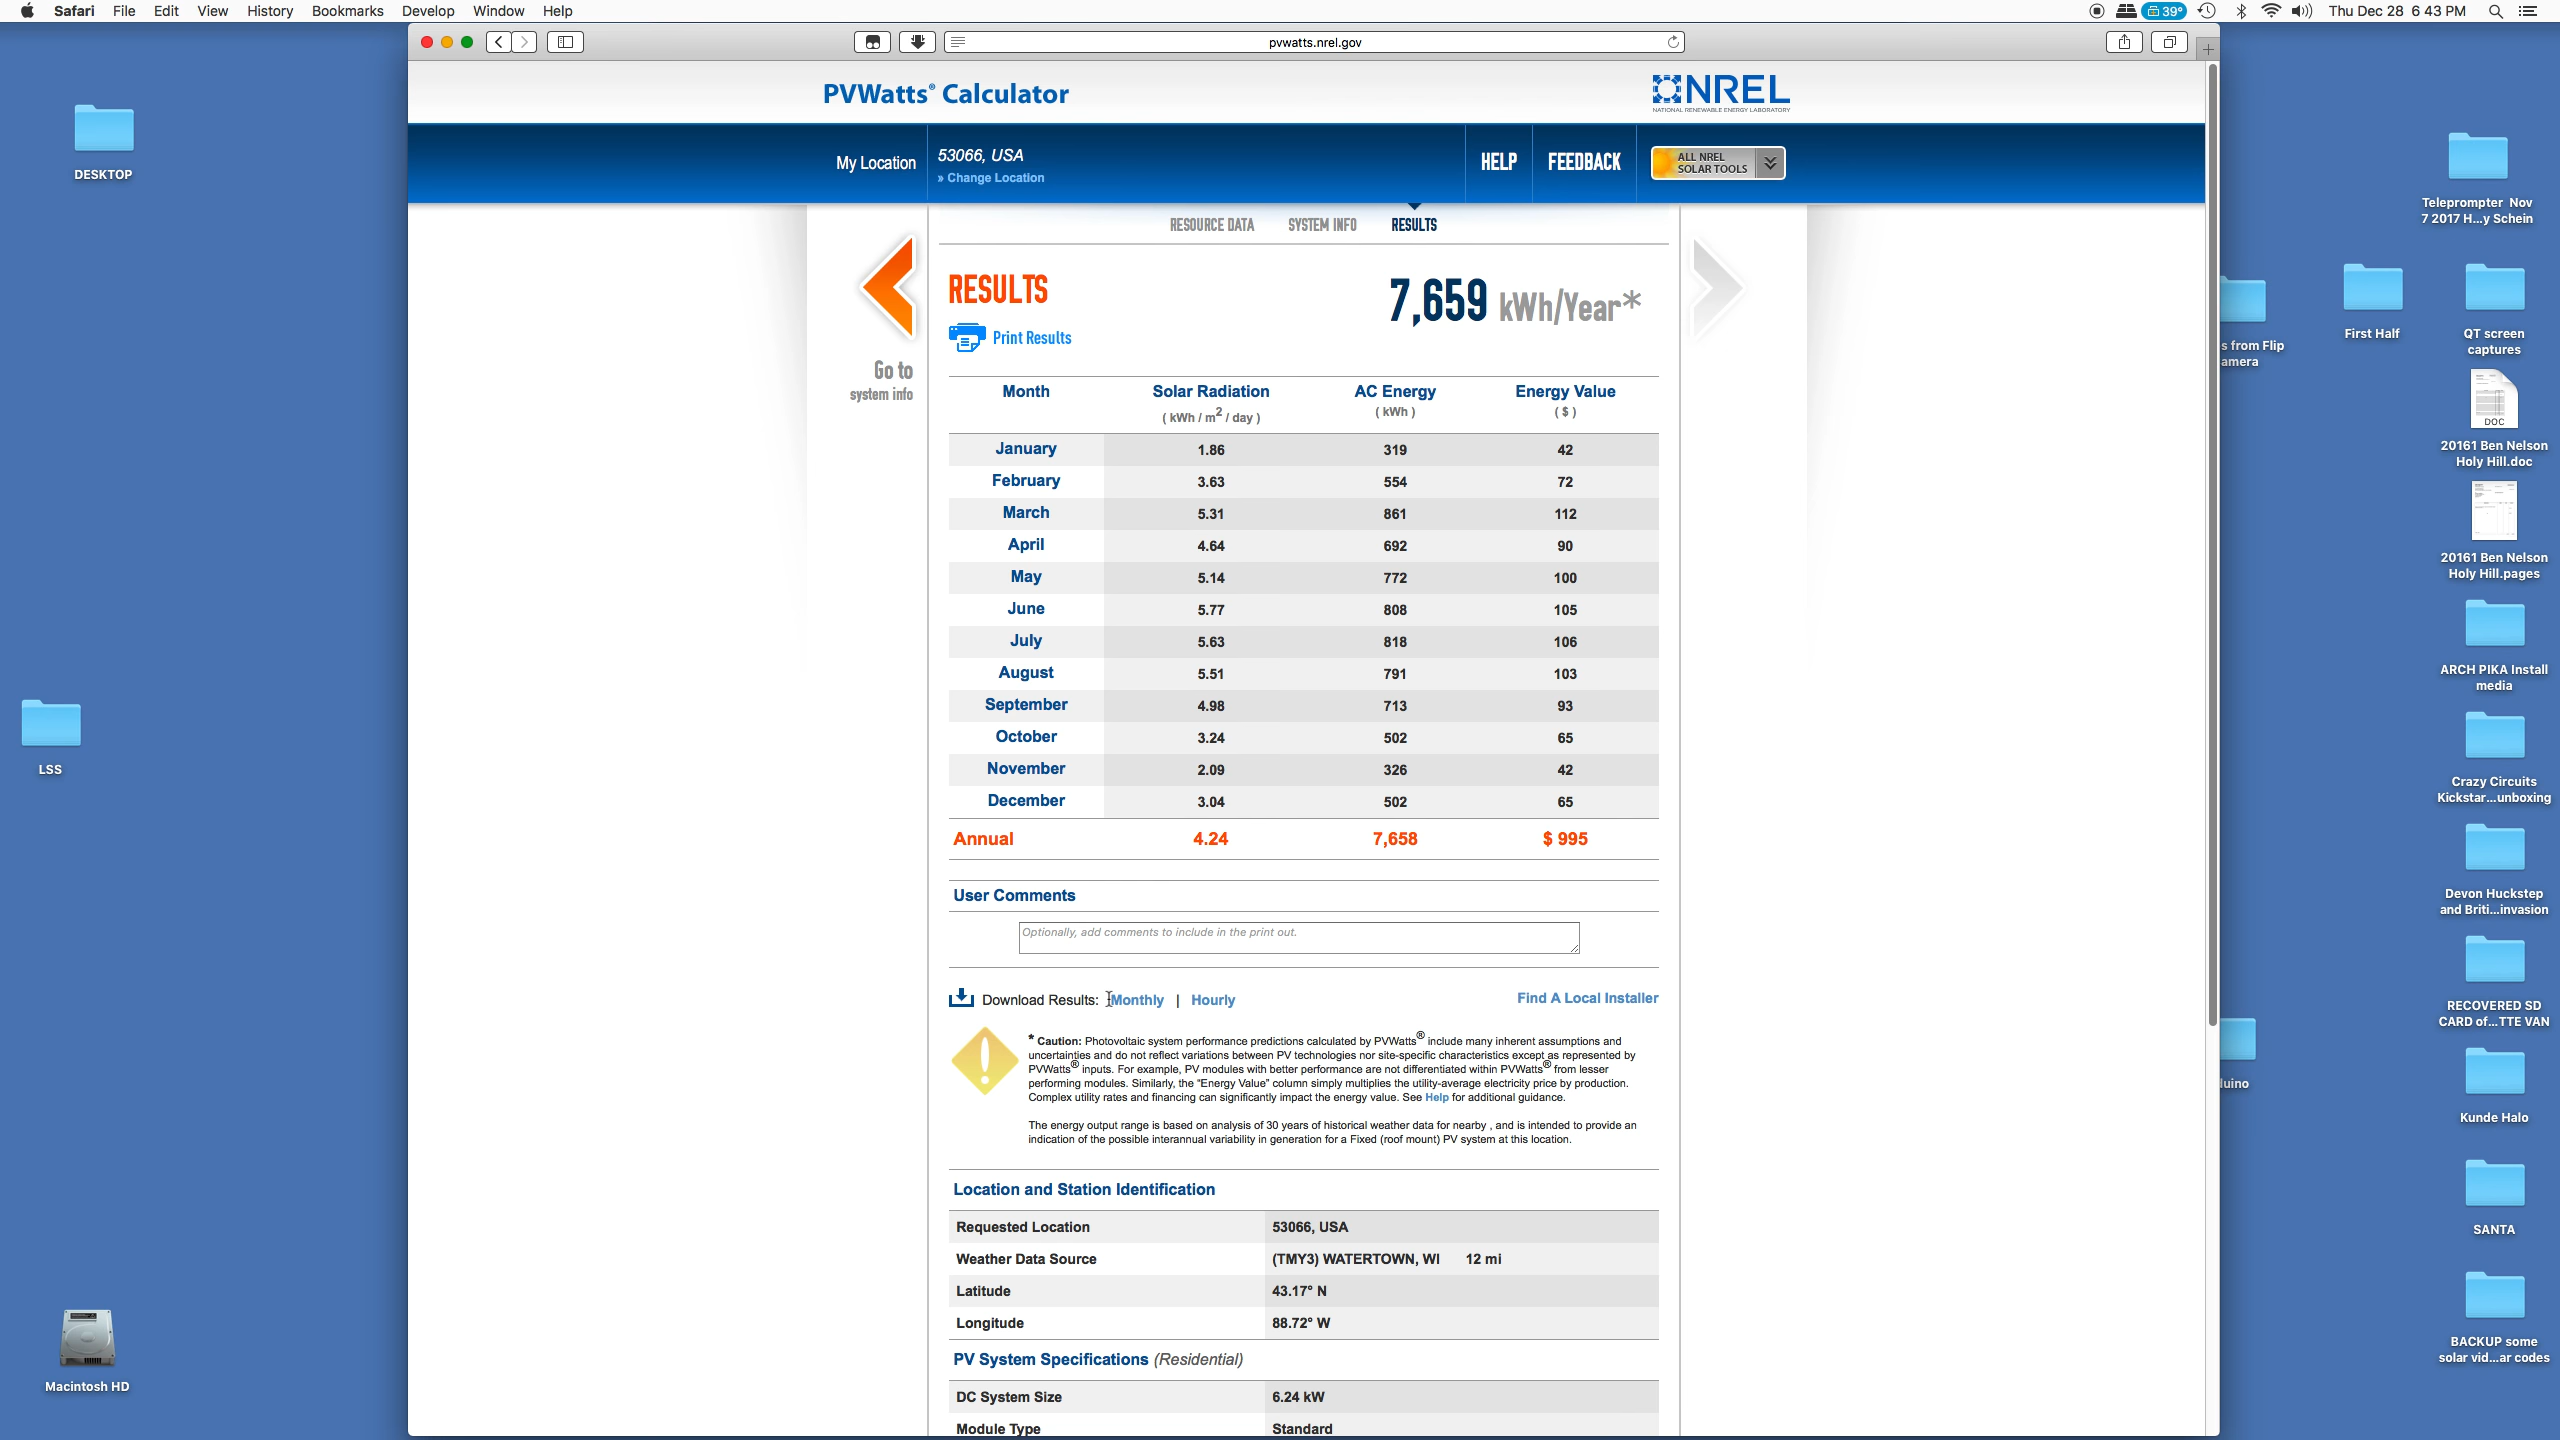 Safari File Edit View History Bookmarks Develop Window Help
39° Thu Dec 28 6 43 PM
pvwatts.nrel.gov
PVWatts® Calculator
NREL
NATIONAL RENEWABLE ENERGY LABORATORY
My Location
53066, USA
» Change Location
HELP
FEEDBACK
ALL NREL
SOLAR TOOLS
RESOURCE DATA SYSTEM INFO RESULTS
Go to
system info
RESULTS
7,659 kWh/Year*
Print Results
Month Solar Radiation AC Energy Energy Value
( kWh / m2 / day ) ( kWh ) ( $ )
January 1.86 319 42
February 3.63 554 72
March 5.31 861 112
April 4.64 692 90
May 5.14 772 100
June 5.77 808 105
July 5.63 818 106
August 5.51 791 103
September 4.98 713 93
October 3.24 502 65
November 2.09 326 42
December 3.04 502 65
Annual 4.24 7,658 $ 995
User Comments
Optionally, add comments to include in the print out.
Download Results: Monthly | Hourly
Find A Local Installer
* Caution: Photovoltaic system performance predictions calculated by PVWatts® include many inherent assumptions and
uncertainties and do not reflect variations between PV technologies nor site-specific characteristics except as represented by
PVWatts® inputs. For example, PV modules with better performance are not differentiated within PVWatts® from lesser
performing modules. Similarly, the "Energy Value" column simply multiplies the utility-average electricity price by production.
Complex utility rates and financing can significantly impact the energy value. See Help for additional guidance.
The energy output range is based on analysis of 30 years of historical weather data for nearby , and is intended to provide an
indication of the possible interannual variability in generation for a Fixed (roof mount) PV system at this location.
Location and Station Identification
Requested Location 53066, USA
Weather Data Source (TMY3) WATERTOWN, WI 12 mi
Latitude 43.17° N
Longitude 88.72° W
PV System Specifications (Residential)
DC System Size 6.24 kW
Module Type Standard
DESKTOP
LSS
Macintosh HD
Teleprompter Nov
7 2017 H...y Schein
s from Flip
amera
First Half
QT screen
captures
DOC
20161 Ben Nelson
Holy Hill.doc
20161 Ben Nelson
Holy Hill.pages
ARCH PIKA Install
media
Crazy Circuits
Kickstar...unboxing
Devon Huckstep
and Briti...invasion
RECOVERED SD
CARD of...TTE VAN
luino
Kunde Halo
SANTA
BACKUP some
solar vid...ar codes